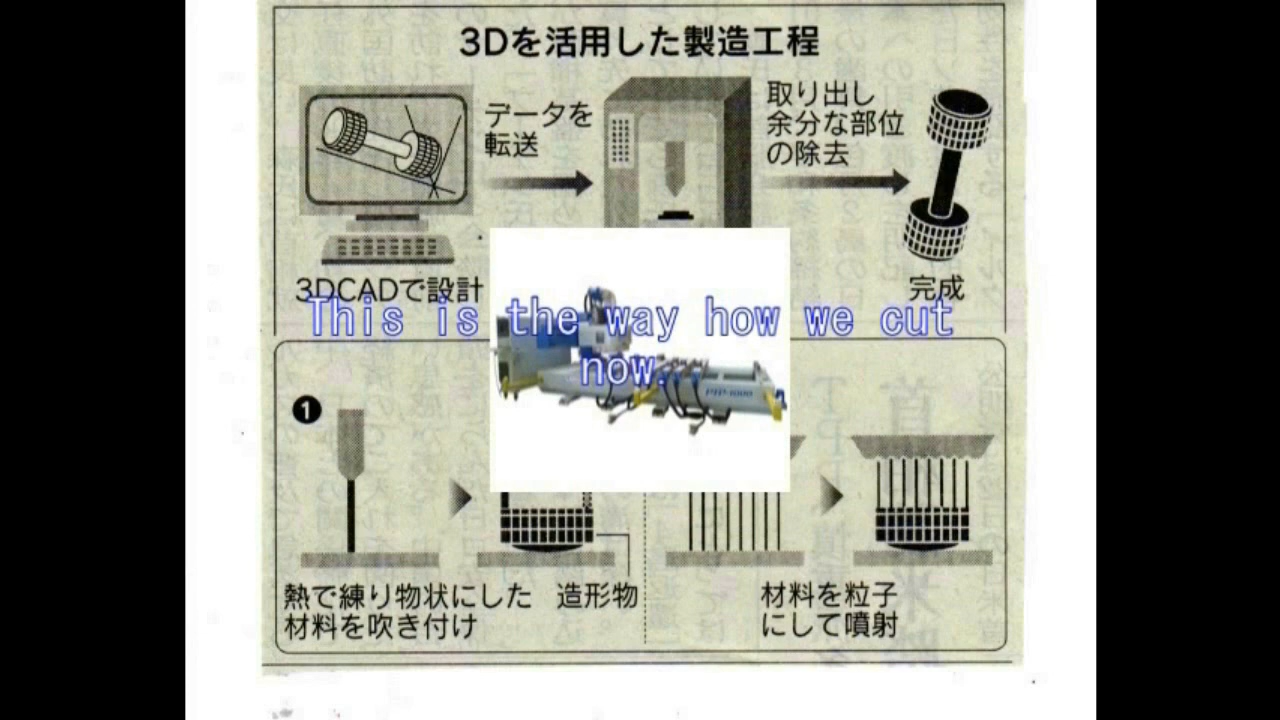 3Dを活用した製造工程
データを
転送
取り出し
余分な部位
の除去
3DCADで設計
完成
This is the way how we cut
now.
❶
熱で練り物状にした
材料を吹き付け
造形物
材料を粒子
にして噴射